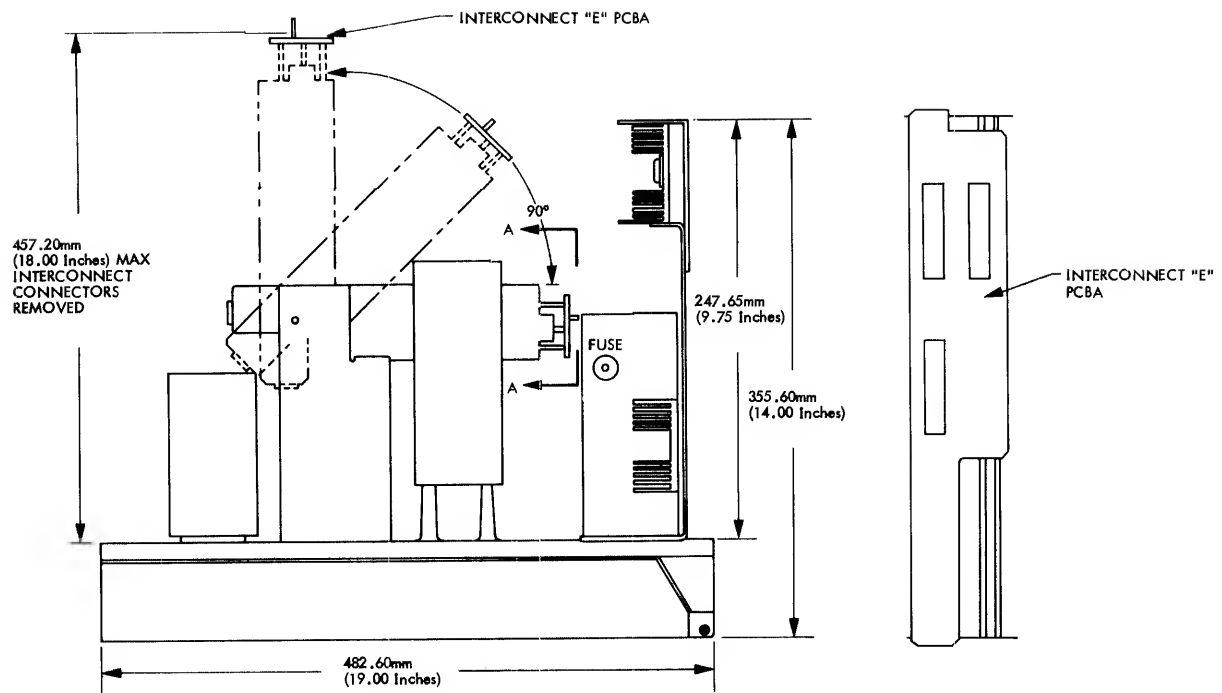 INTERCONNECT "E" PCBA
90°
A
457.20mm
(18.00 Inches) MAX
INTERCONNECT
CONNECTORS
REMOVED
247.65mm
(9.75 Inches)
INTERCONNECT "E"
PCBA
FUSE
A
355.60mm
(14.00 Inches)
482.60mm
(19.00 Inches)